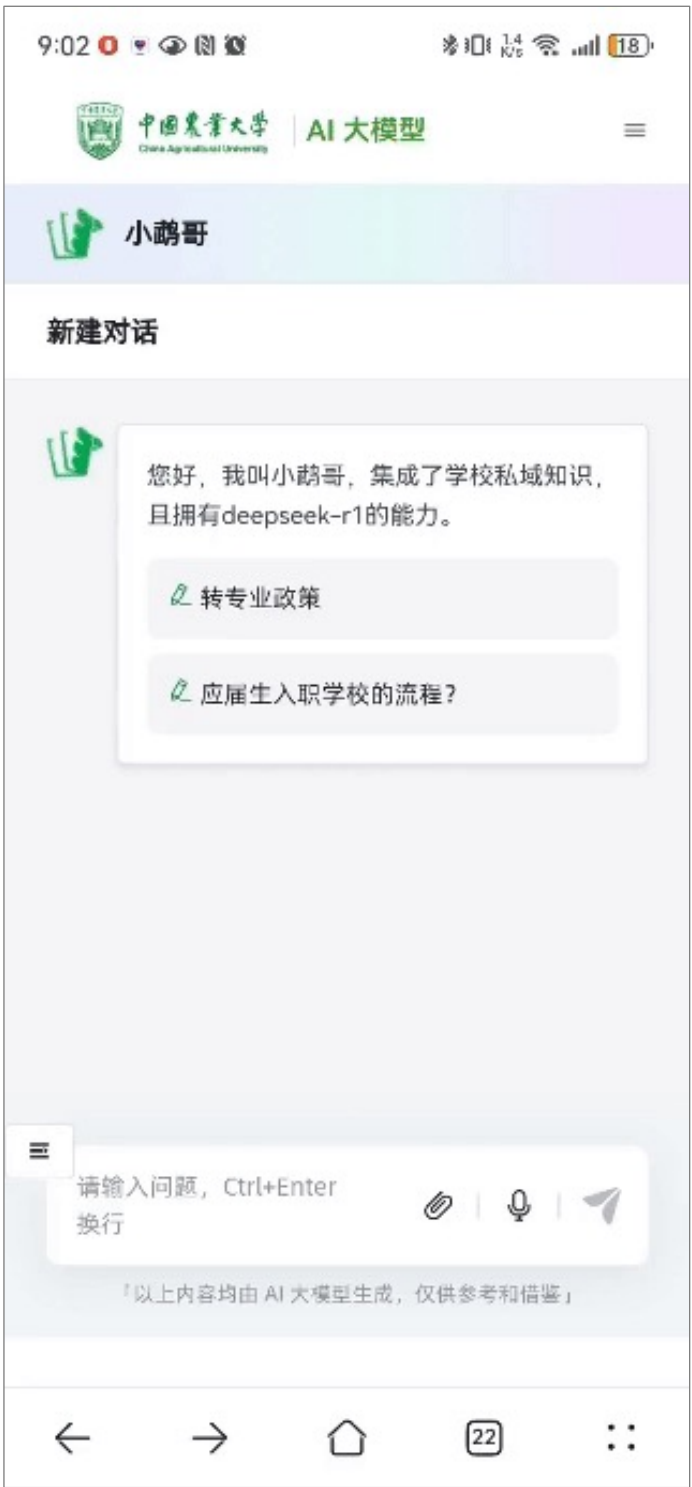 9:02
1.4
K/s
18
中国农业大学
China Agricultural University
AI 大模型
小鹉哥
新建对话
您好，我叫小鹉哥，集成了学校私域知识，
且拥有deepseek-r1的能力。
转专业政策
应届生入职学校的流程？
请输入问题，Ctrl+Enter
换行
「以上内容均由 AI 大模型生成，仅供参考和借鉴」
22